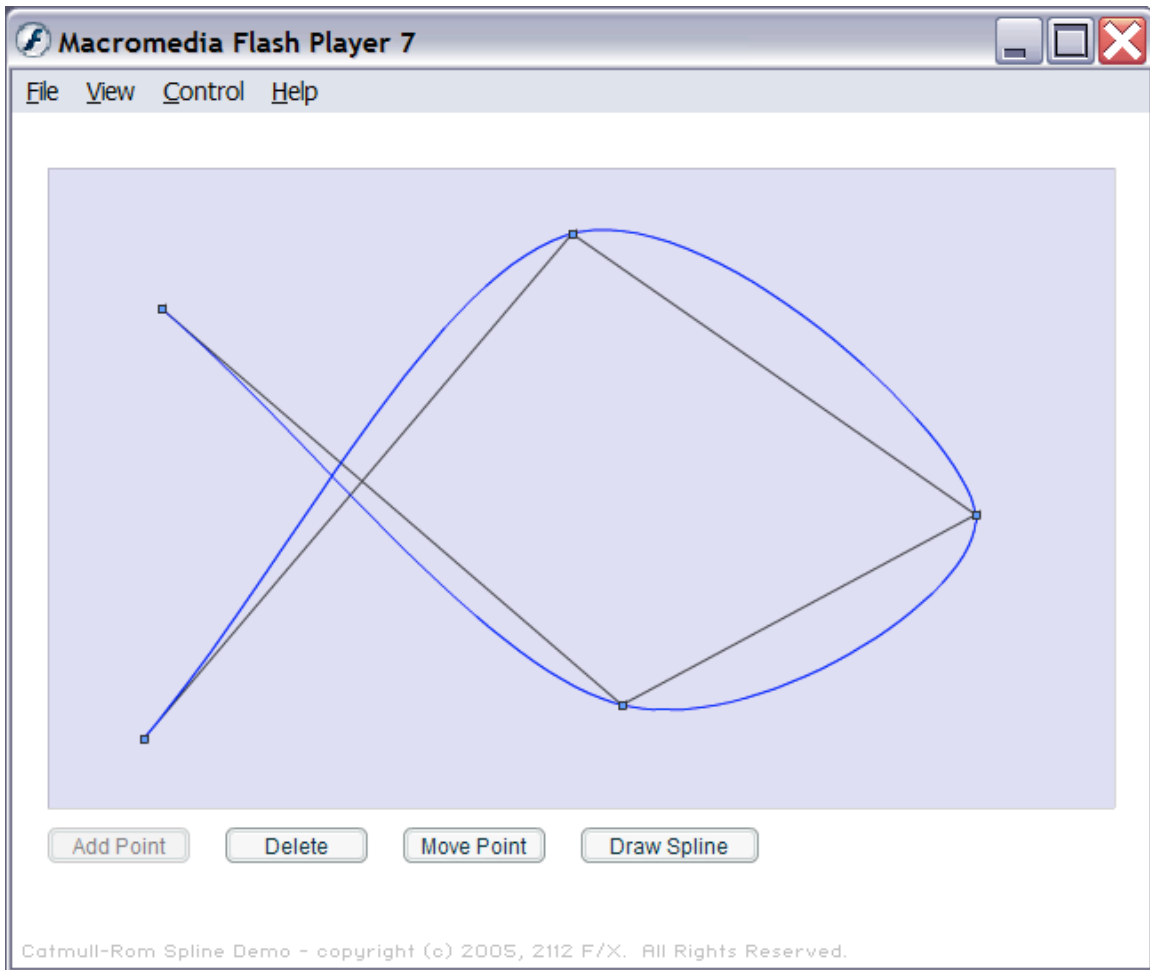 Macromedia Flash Player 7
File View Control Help
Add Point Delete Move Point Draw Spline
Catmull-Rom Spline Demo - copyright (c) 2005, 2112 F/X. All Rights Reserved.